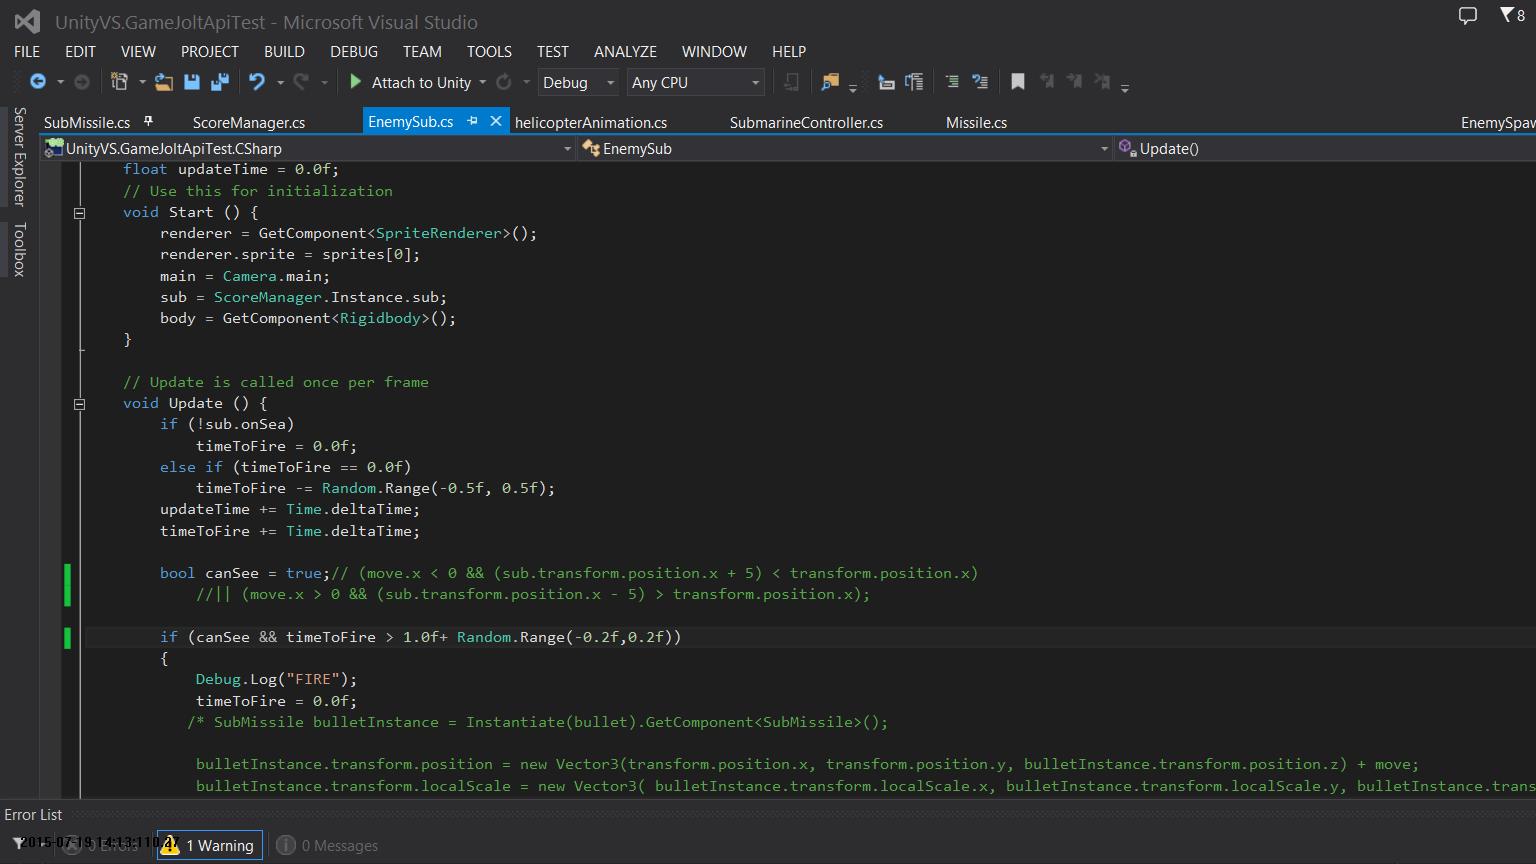 UnityVS.GameJoltApiTest - Microsoft Visual Studio
8
FILE EDIT VIEW PROJECT BUILD DEBUG TEAM TOOLS TEST ANALYZE WINDOW HELP
Attach to Unity Debug Any CPU
Server Explorer
Toolbox
SubMissile.cs ScoreManager.cs EnemySub.cs helicopterAnimation.cs SubmarineController.cs Missile.cs EnemySpaw
UnityVS.GameJoltApiTest.CSharp EnemySub Update()
float updateTime = 0.0f;
// Use this for initialization
void Start () {
renderer = GetComponent<SpriteRenderer>();
renderer.sprite = sprites[0];
main = Camera.main;
sub = ScoreManager.Instance.sub;
body = GetComponent<Rigidbody>();
}
// Update is called once per frame
void Update () {
if (!sub.onSea)
timeToFire = 0.0f;
else if (timeToFire == 0.0f)
timeToFire -= Random.Range(-0.5f, 0.5f);
updateTime += Time.deltaTime;
timeToFire += Time.deltaTime;
bool canSee = true;// (move.x < 0 && (sub.transform.position.x + 5) < transform.position.x)
//|| (move.x > 0 && (sub.transform.position.x - 5) > transform.position.x);
if (canSee && timeToFire > 1.0f+ Random.Range(-0.2f,0.2f))
{
Debug.Log("FIRE");
timeToFire = 0.0f;
/* SubMissile bulletInstance = Instantiate(bullet).GetComponent<SubMissile>();
bulletInstance.transform.position = new Vector3(transform.position.x, transform.position.y, bulletInstance.transform.position.z) + move;
bulletInstance.transform.localScale = new Vector3( bulletInstance.transform.localScale.x, bulletInstance.transform.localScale.y, bulletInstance.trans
Error List
0 Errors 1 Warning 0 Messages